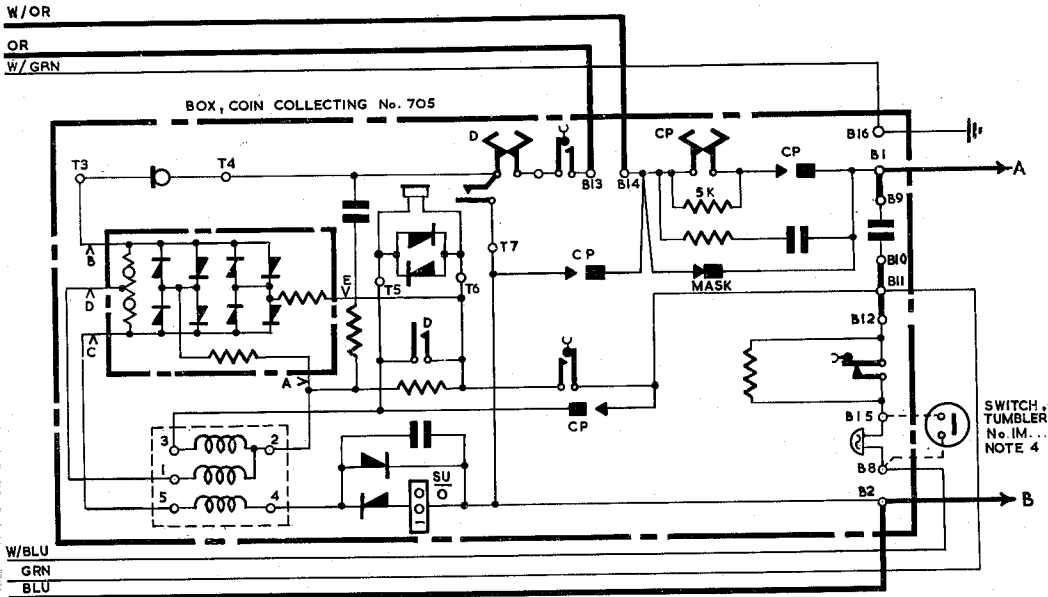 W/OR
OR
W/GRN
BOX, COIN COLLECTING No. 705
T3
T4
D
C
B13
B14
CP
CP
B16
B1
A
B9
5K
T7
CP
MASK
B10
B11
B
D
C
E
V
T5
T6
B12
D
C
C
A
CP
3
2
1
5
4
SU
B15
B8
B2
B
SWITCH,
TUMBLER
No.1M...
NOTE 4
W/BLU
GRN
BLU